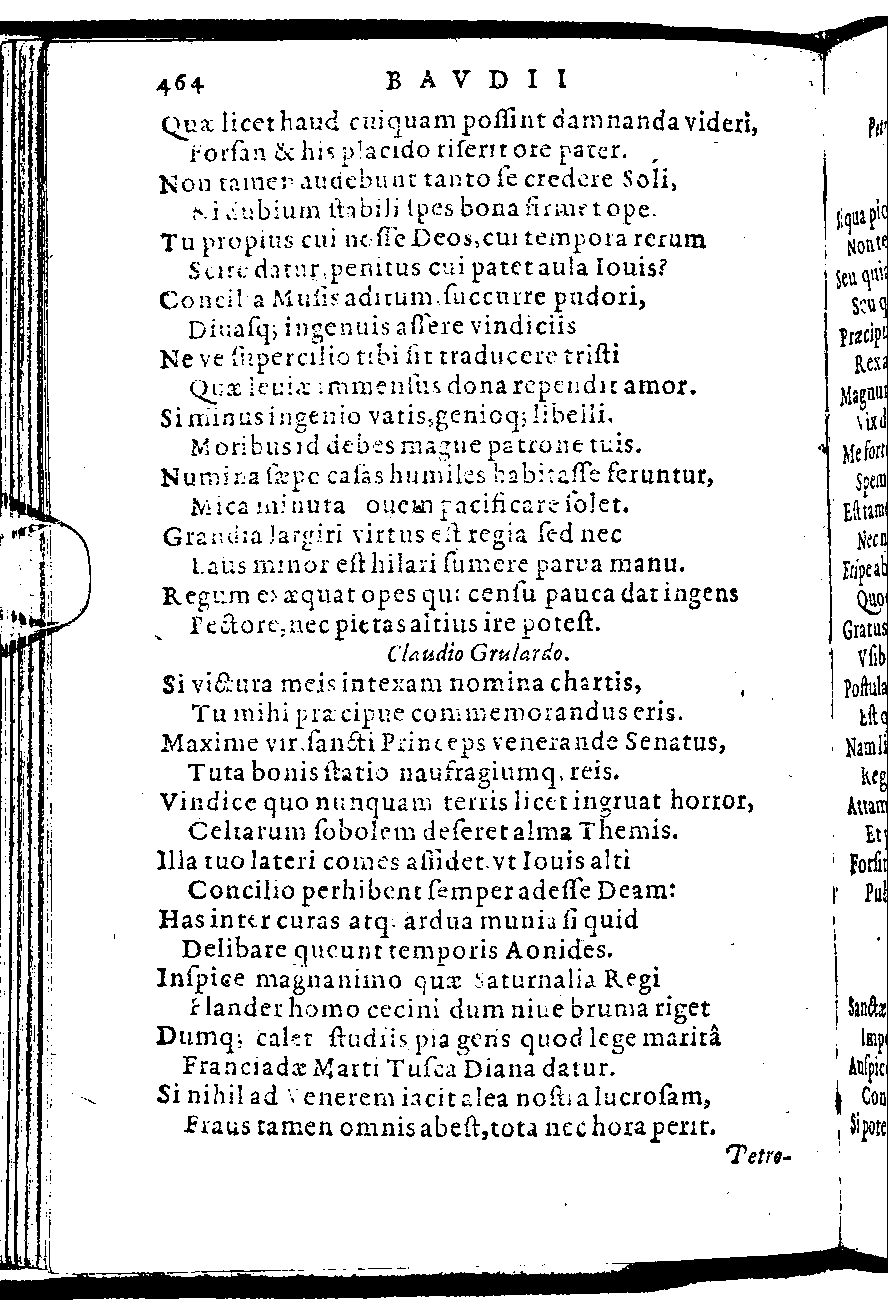 464 BAVDII
Quæ licet haud cuiquam poſſint damnanda videri,
Forſan & his placido riſerit ore pater.
Non tamen audebunt tanto ſe credere Soli,
Ni dubium ſtabili ſpes bona firmet ope.
Tu propius cui noſſe Deos, cui tempora rerum
Scire datur, penitus cui patet aula Iouis?
Concilia Muſis aditum, ſuccurre pudori,
Diuaſq; ingenuis aſſere vindiciis
Ne ve ſupercilio tibi ſit traducere triſti
Quæ leuia immenſus dona rependit amor.
Si minus ingenio vatis, genioq; libelli,
Moribus id debes magne patrone tuis.
Numina ſæpe caſas humiles habitaſſe feruntur,
Mica minuta Iouem pacificare ſolet.
Grandia largiri virtus eſt regia ſed nec
Laus minor eſt hilari ſumere parua manu.
Regum exæquat opes qui cenſu pauca dat ingens
Pectore, nec pietas altius ire poteſt.
Claudio Grulardo.
Si victura meis intexam nomina chartis,
Tu mihi præcipue commemorandus eris.
Maxime vir, ſancti Princeps venerande Senatus,
Tuta bonis ſtatio naufragiumq, reis.
Vindice quo nunquam terris licet ingruat horror,
Celtarum ſobolem deſeret alma Themis.
Illa tuo lateri comes aſſidet, vt Iouis alti
Concilio perhibent ſemper adeſſe Deam:
Has inter curas atq; ardua munia ſi quid
Delibare queunt temporis Aonides.
Inſpice magnanimo quæ Saturnalia Regi
Flander homo cecini dum niue bruma riget
Dumq; calet ſtudiis pia gens quod lege maritâ
Franciadæ Marti Tuſca Diana datur.
Si nihil ad Venerem iacit alea noſtra lucroſam,
Fraus tamen omnis abeſt, tota nec hora perit.
Tetro-